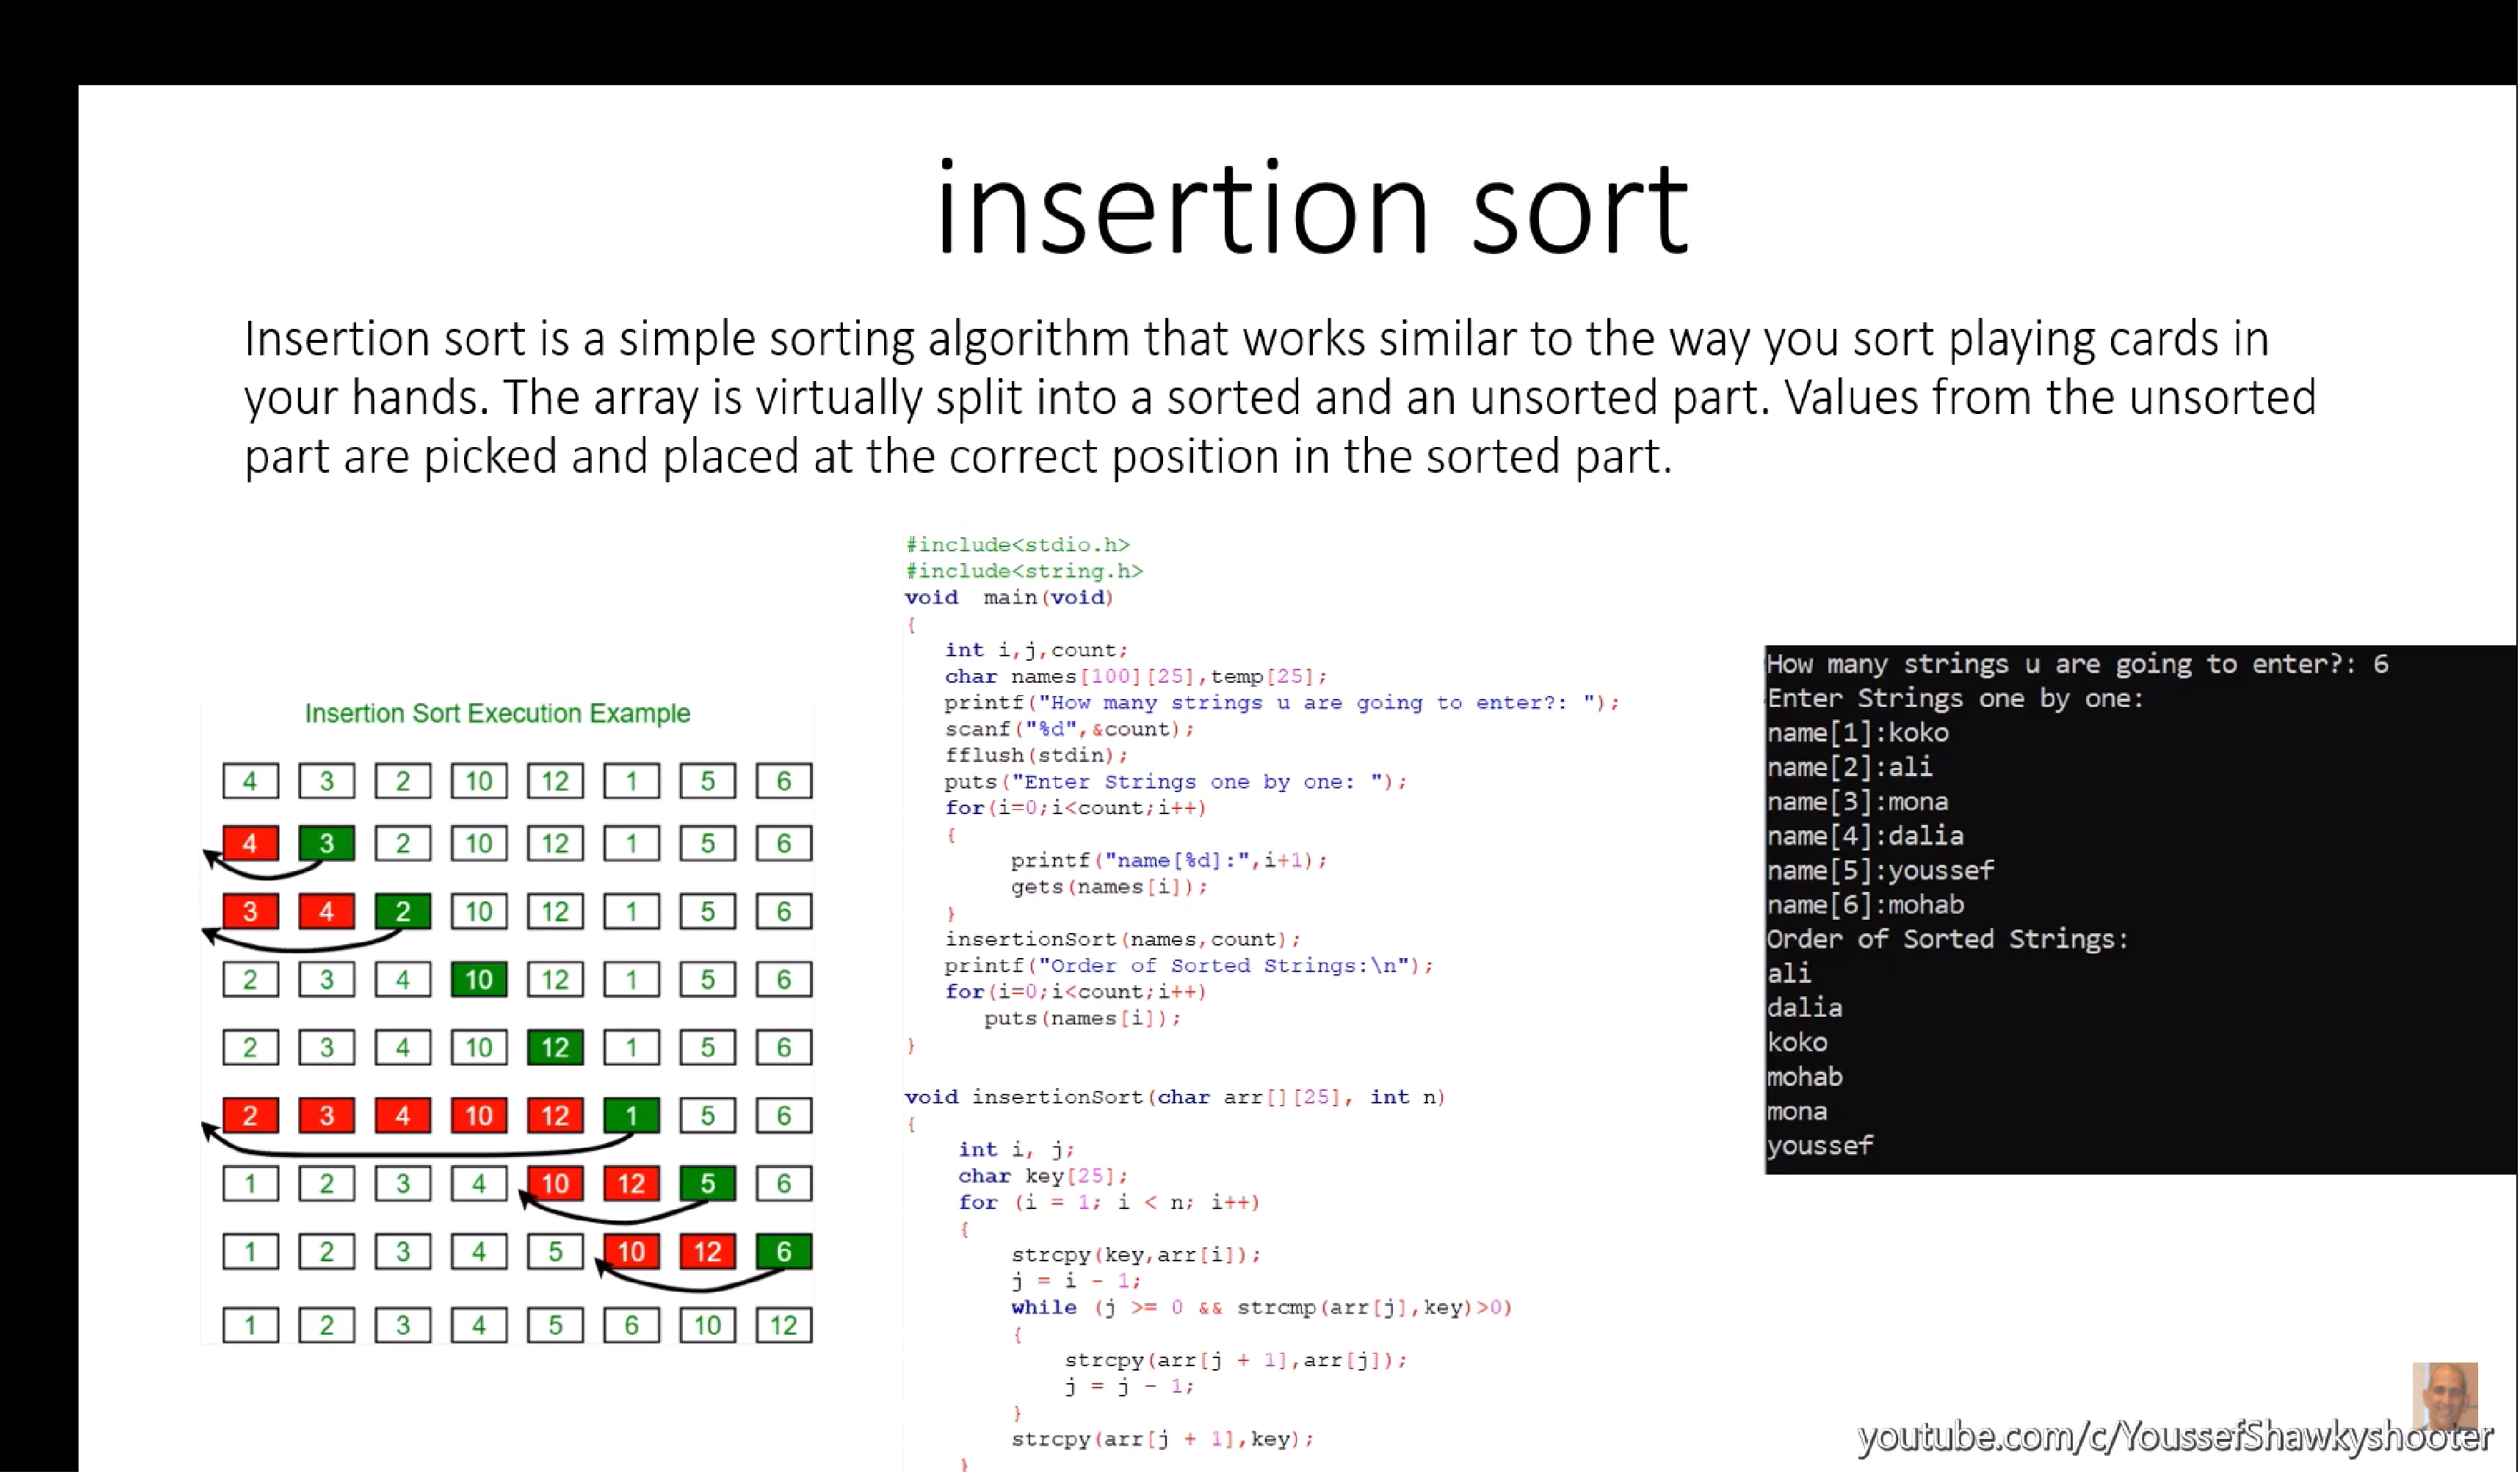 insertion sort
Insertion sort is a simple sorting algorithm that works similar to the way you sort playing cards in
your hands. The array is virtually split into a sorted and an unsorted part. Values from the unsorted
part are picked and placed at the correct position in the sorted part.
Insertion Sort Execution Example
4 3 2 10 12 1 5 6
4 3 2 10 12 1 5 6
3 4 2 10 12 1 5 6
2 3 4 10 12 1 5 6
2 3 4 10 12 1 5 6
2 3 4 10 12 1 5 6
1 2 3 4 10 12 5 6
1 2 3 4 5 10 12 6
1 2 3 4 5 6 10 12
#include<stdio.h>
#include<string.h>
void  main(void)
{
   int i,j,count;
   char names[100][25],temp[25];
   printf("How many strings u are going to enter?: ");
   scanf("%d",&count);
   fflush(stdin);
   puts("Enter Strings one by one: ");
   for(i=0;i<count;i++)
   {
        printf("name[%d]:",i+1);
        gets(names[i]);
   }
   insertionSort(names,count);
   printf("Order of Sorted Strings:\n");
   for(i=0;i<count;i++)
      puts(names[i]);
}
void insertionSort(char arr[][25], int n)
{
    int i, j;
    char key[25];
    for (i = 1; i < n; i++)
    {
        strcpy(key,arr[i]);
        j = i - 1;
        while (j >= 0 && strcmp(arr[j],key)>0)
        {
            strcpy(arr[j + 1],arr[j]);
            j = j - 1;
        }
        strcpy(arr[j + 1],key);
    }
How many strings u are going to enter?: 6
Enter Strings one by one:
name[1]:koko
name[2]:ali
name[3]:mona
name[4]:dalia
name[5]:youssef
name[6]:mohab
Order of Sorted Strings:
ali
dalia
koko
mohab
mona
youssef
youtube.com/c/YoussefShawkyshooter